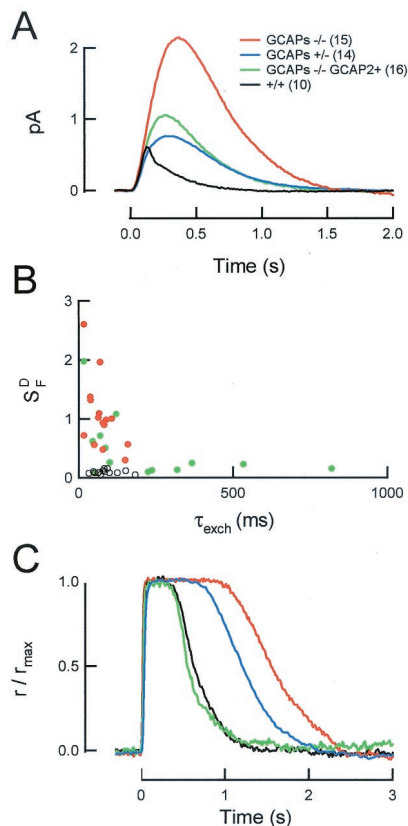 A
GCAPs -/- (15)
GCAPs +/- (14)
GCAPs -/- GCAP2+ (16)
+/+ (10)
2
1
0
pA
0.0 0.5 1.0 1.5 2.0
Time (s)
B
3
2
1
0
S_F^D
0 500 1000
τexch (ms)
C
1.0
0.5
0.0
r / rmax
0 1 2 3
Time (s)